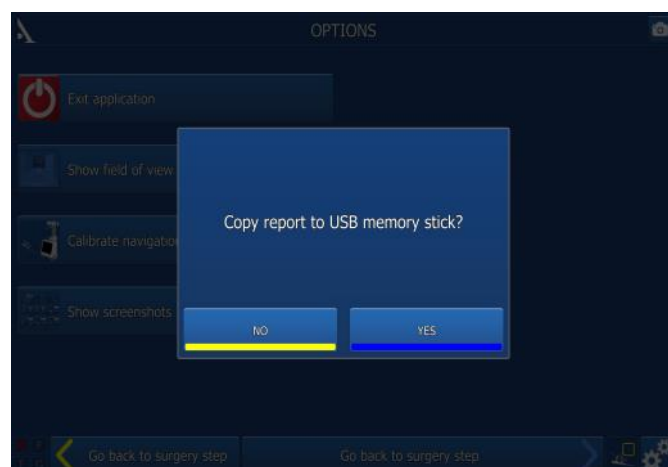 OPTIONS
Exit application
Show field of view
Calibrate navigation
Show screenshots
Copy report to USB memory stick?
NO
YES
Go back to surgery step
Go back to surgery step